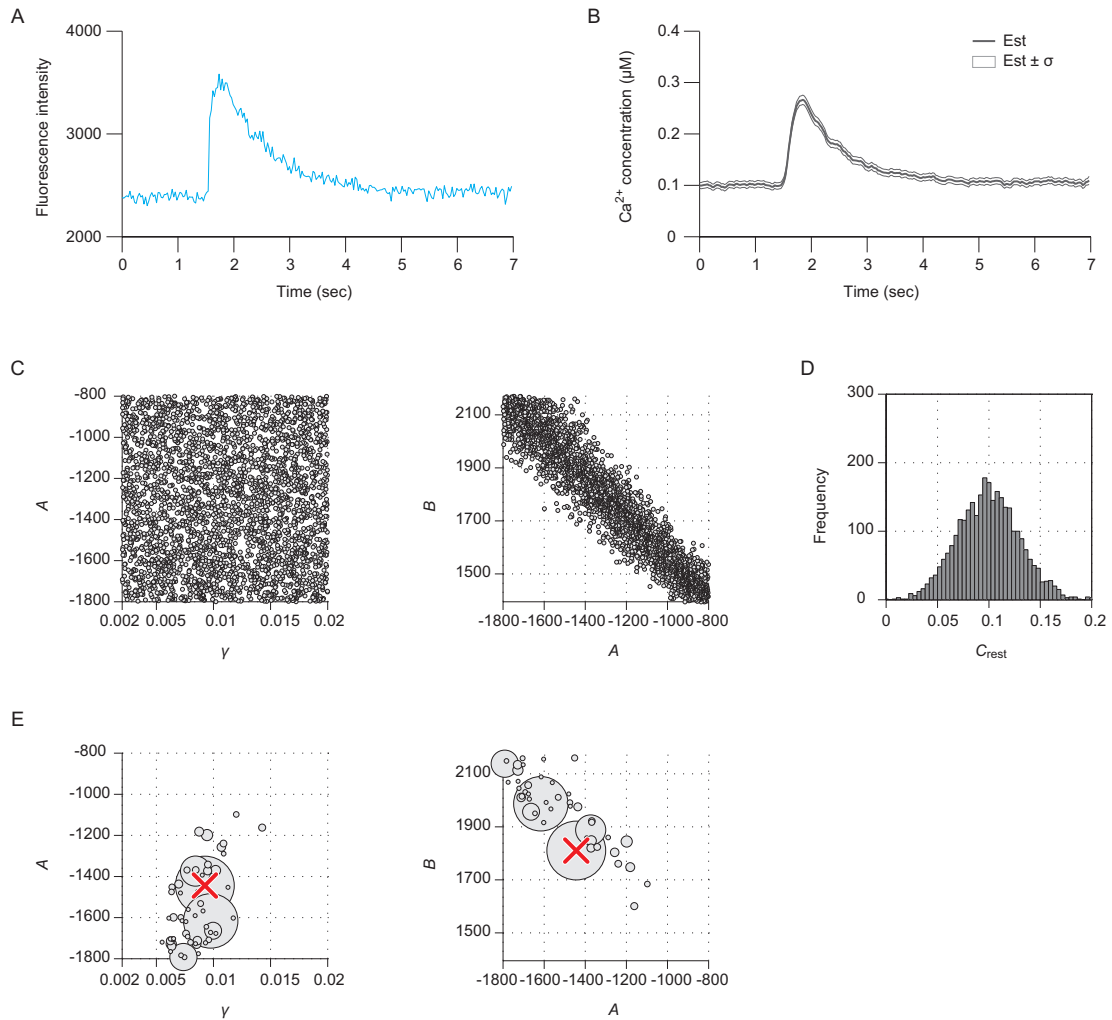 A
Fluorescence intensity
4000
3000
2000
0 1 2 3 4 5 6 7
Time (sec)
B
Ca²⁺ concentration (μM)
0.4
0.3
0.2
0.1
0
0 1 2 3 4 5 6 7
Time (sec)
Est
Est ± σ
C
A
-800
-1000
-1200
-1400
-1600
-1800
0.002 0.005 0.01 0.015 0.02
γ
B
2100
1900
1700
1500
-1800 -1600 -1400 -1200 -1000 -800
A
D
Frequency
300
200
100
0
0 0.05 0.1 0.15 0.2
C_rest
E
A
-800
-1000
-1200
-1400
-1600
-1800
0.002 0.005 0.01 0.015 0.02
γ
B
2100
1900
1700
1500
-1800 -1600 -1400 -1200 -1000 -800
A